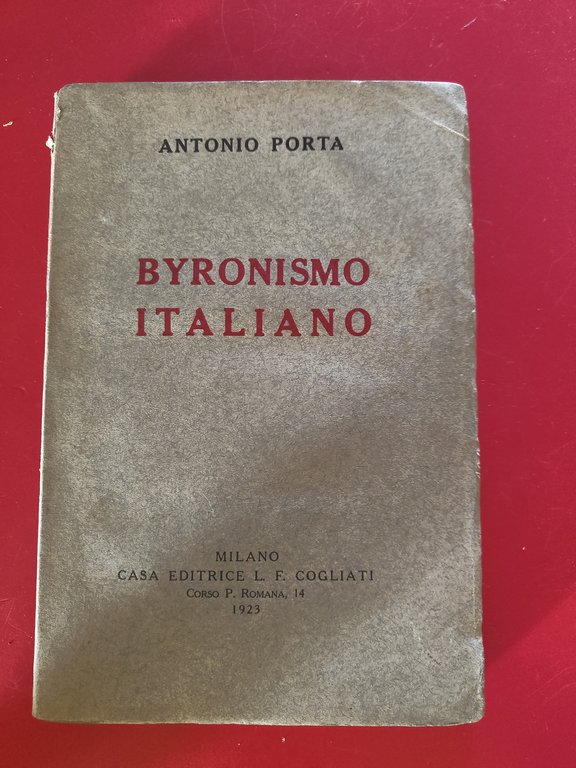 ANTONIO PORTA
BYRONISMO
ITALIANO
MILANO
CASA EDITRICE L. F. COGLIATI
CORSO P. ROMANA, 14
1923